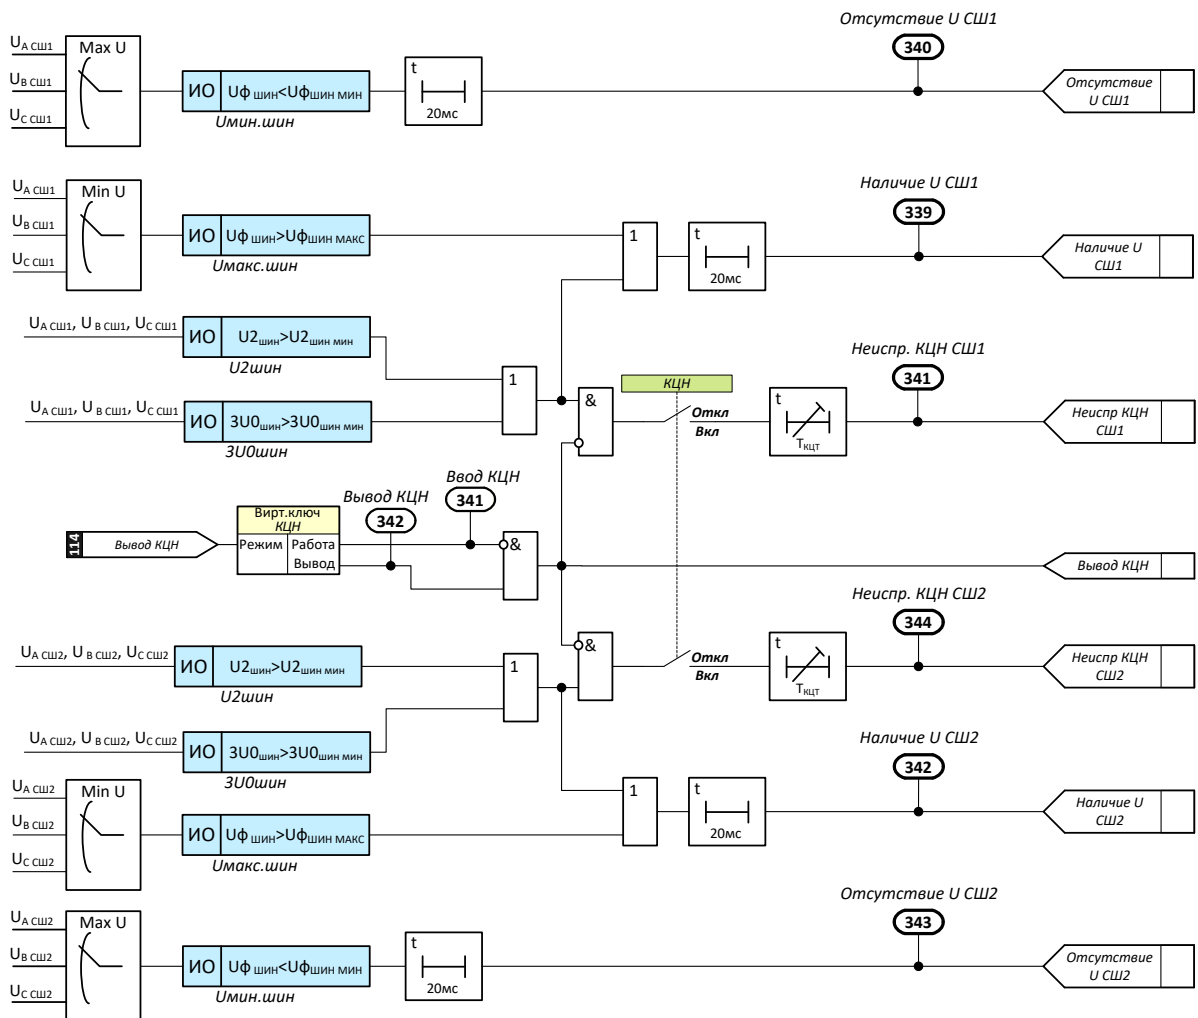 Отсутствие U СШ1
340
UA СШ1
UB СШ1
UC СШ1
Max U
ИО
Uф шин<Uфшин мин
Uмин.шин
t
20мс
Отсутствие
U СШ1
Наличие U СШ1
339
UA СШ1
UB СШ1
UC СШ1
Min U
ИО
Uф шин>Uфшин макс
Uмакс.шин
1
t
20мс
Наличие U
СШ1
UA СШ1, UB СШ1, UC СШ1
ИО
U2шин>U2шин мин
U2шин
Неиспр. КЦН СШ1
341
UA СШ1, UB СШ1, UC СШ1
ИО
3U0шин>3U0шин мин
3U0шин
1
&
КЦН
Откл
Вкл
t
Tкцт
Неиспр КЦН
СШ1
Ввод КЦН
341
Вывод КЦН
342
114
Вывод КЦН
Вирт.ключ
КЦН
Режим
Работа
Вывод
&
Вывод КЦН
Неиспр. КЦН СШ2
344
UA СШ2, UB СШ2, UC СШ2
ИО
U2шин>U2шин мин
U2шин
1
&
Откл
Вкл
t
Tкцт
Неиспр КЦН
СШ2
UA СШ2, UB СШ2, UC СШ2
ИО
3U0шин>3U0шин мин
3U0шин
Наличие U СШ2
342
UA СШ2
UB СШ2
UC СШ2
Min U
ИО
Uф шин>Uфшин макс
Uмакс.шин
1
t
20мс
Наличие U
СШ2
Отсутствие U СШ2
343
UA СШ2
UB СШ2
UC СШ2
Max U
ИО
Uф шин<Uфшин мин
Uмин.шин
t
20мс
Отсутствие
U СШ2